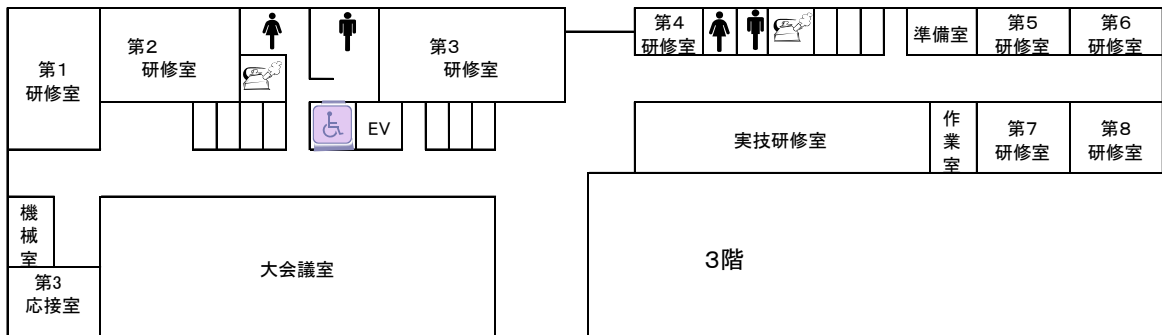 第1
研修室
第2
研修室
第3
研修室
EV
機
械
室
第3
応接室
大会議室
第4
研修室
準備室
第5
研修室
第6
研修室
実技研修室
作
業
室
第7
研修室
第8
研修室
3階